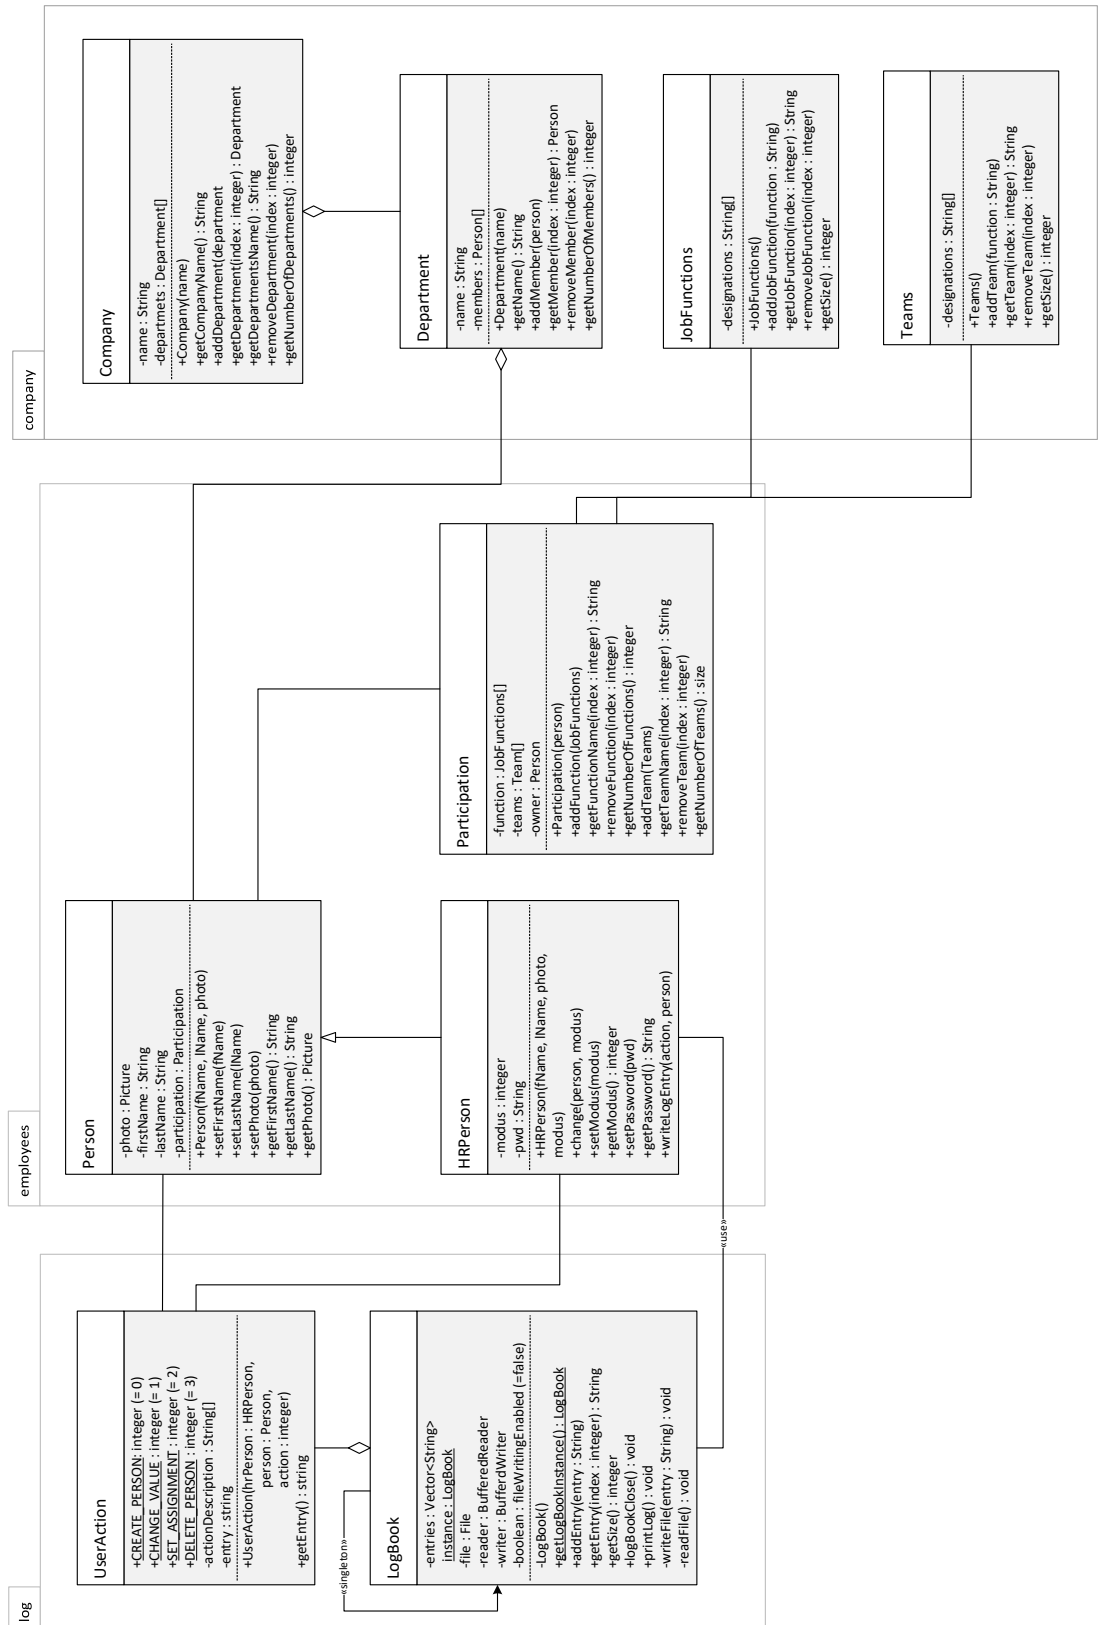 log
UserAction
+CREATE_PERSON: integer (= 0)
+CHANGE_VALUE : integer (= 1)
+SET_ASSIGNMENT : integer (= 2)
+DELETE_PERSON : integer (= 3)
-actionDescription : String[]
-entry : string
+UserAction(hrPerson : HRPerson,
person : Person,
action : integer)
+getEntry() : string
LogBook
-entries : Vector<String>
instance : LogBook
-file : File
-reader : BufferedReader
-writer : BufferdWriter
-boolean : fileWritingEnabled (=false)
-LogBook()
+getLogBookInstance() : LogBook
+addEntry(entry : String)
+getEntry(index : integer) : String
+getSize() : integer
+logBookClose() : void
+printLog() : void
-writeFile(entry : String) : void
-readFile() : void
«singleton»
«use»
employees
Person
-photo : Picture
-firstName : String
-lastName : String
-participation : Participation
+Person(fName, lName, photo)
+setFirstName(fName)
+setLastName(lName)
+setPhoto(photo)
+getFirstName() : String
+getLastName() : String
+getPhoto() : Picture
HRPerson
-modus : integer
-pwd : String
+HRPerson(fName, lName, photo,
modus)
+change(person, modus)
+setModus(modus)
+getModus() : integer
+setPassword(pwd)
+getPassword() : String
+writeLogEntry(action, person)
Participation
-function : JobFunctions[]
-teams : Team[]
-owner : Person
+Participation(person)
+addFunction(JobFunctions)
+getFunctionName(index : integer) : String
+removeFunction(index : integer)
+getNumberOfFunctions() : integer
+addTeam(Teams)
+getTeamName(index : integer) : String
+removeTeam(index : integer)
+getNumberOfTeams() : size
company
Company
-name : String
-departmets : Department[]
+Company(name)
+getCompanyName() : String
+addDepartment(department
+getDepartment(index : integer) : Department
+getDepartmentsName() : String
+removeDepartment(index : integer)
+getNumberOfDepartments() : integer
Department
-name : String
-members : Person[]
+Department(name)
+getName() : String
+addMember(person)
+getMember(index : integer) : Person
+removeMember(index : integer)
+getNumberOfMembers() : integer
JobFunctions
-designations : String[]
+JobFunctions()
+addJobFunction(function : String)
+getJobFunction(index : integer) : String
+removeJobFunction(index : integer)
+getSize() : integer
Teams
-designations : String[]
+Teams()
+addTeam(function : String)
+getTeam(index : integer) : String
+removeTeam(index : integer)
+getSize() : integer